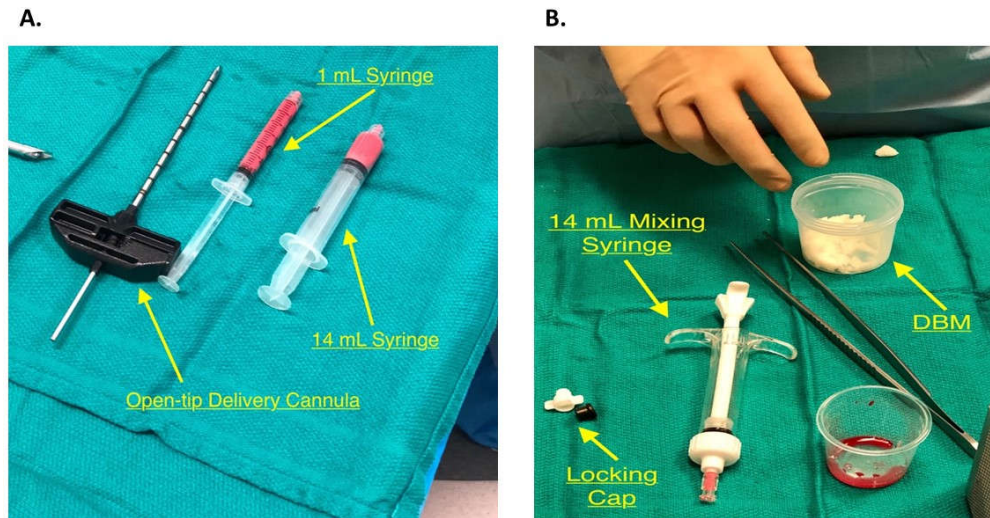 A.
B.
1 mL Syringe
14 mL Syringe
Open-tip Delivery Cannula
14 mL Mixing
Syringe
DBM
Locking
Cap